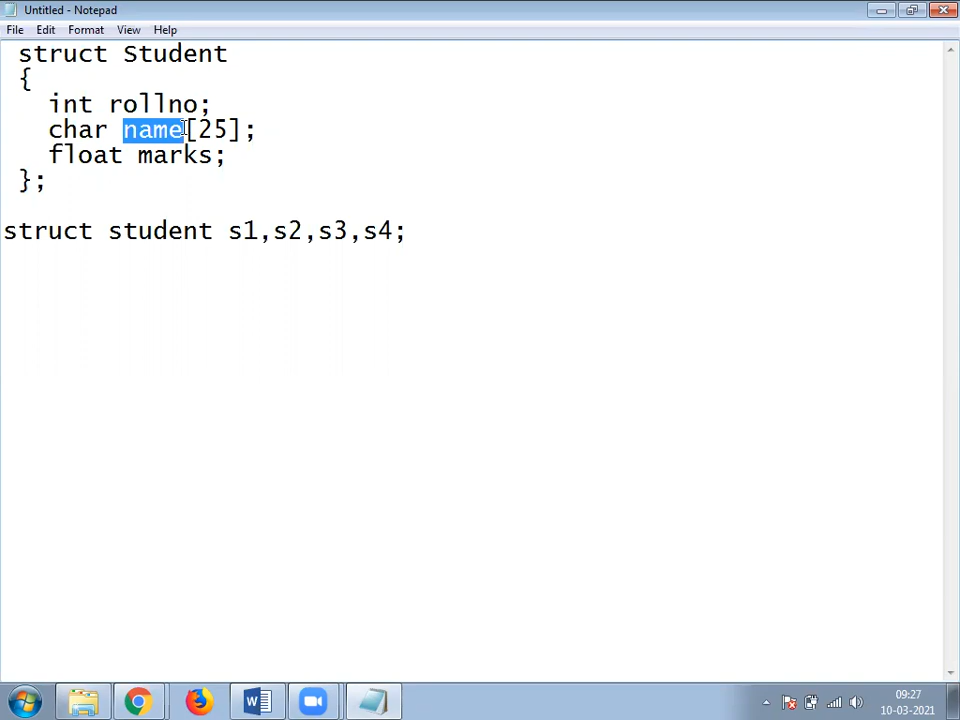 Untitled - Notepad
File Edit Format View Help
struct Student
{
int rollno;
char name[25];
float marks;
};
struct student s1,s2,s3,s4;
09:27
10-03-2021